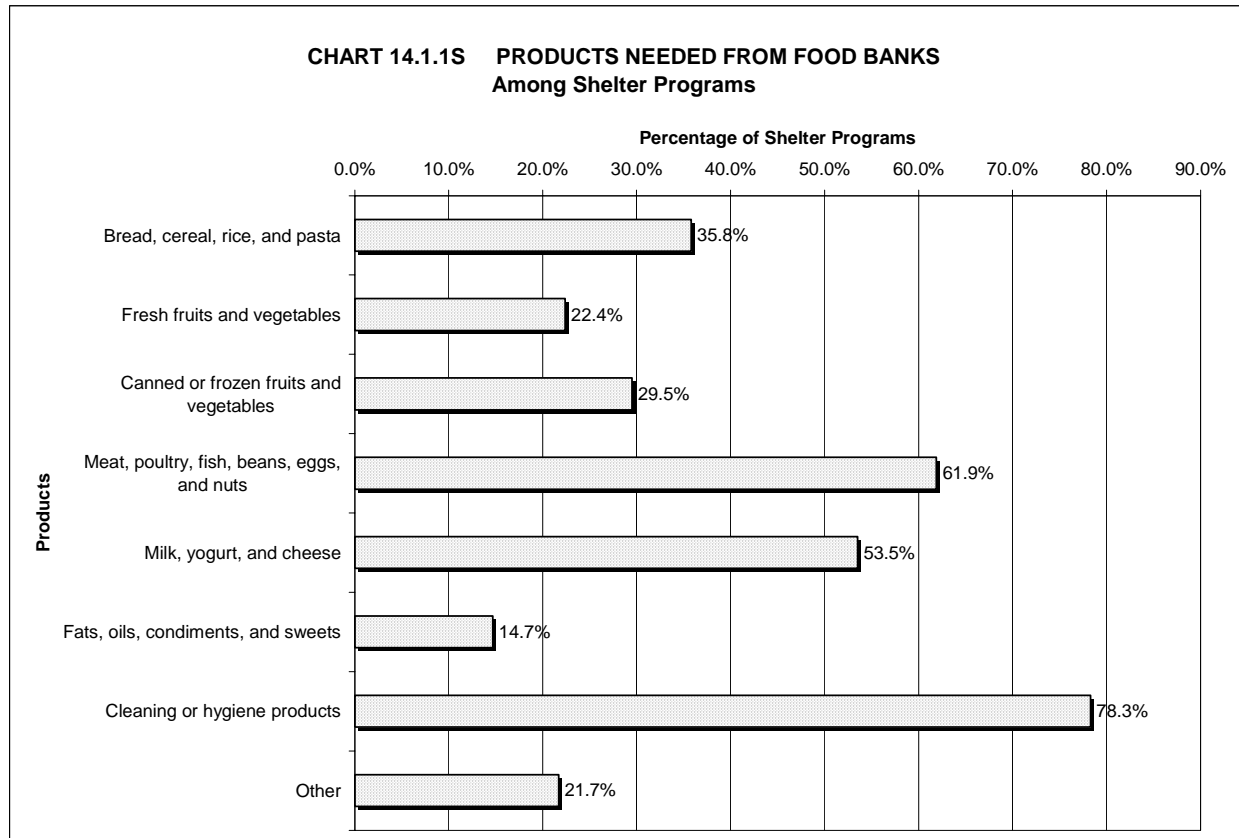 CHART 14.1.1S PRODUCTS NEEDED FROM FOOD BANKS
Among Shelter Programs
Percentage of Shelter Programs
0.0% 10.0% 20.0% 30.0% 40.0% 50.0% 60.0% 70.0% 80.0% 90.0%
Products
Bread, cereal, rice, and pasta
35.8%
Fresh fruits and vegetables
22.4%
Canned or frozen fruits and
vegetables
29.5%
Meat, poultry, fish, beans, eggs,
and nuts
61.9%
Milk, yogurt, and cheese
53.5%
Fats, oils, condiments, and sweets
14.7%
Cleaning or hygiene products
78.3%
Other
21.7%